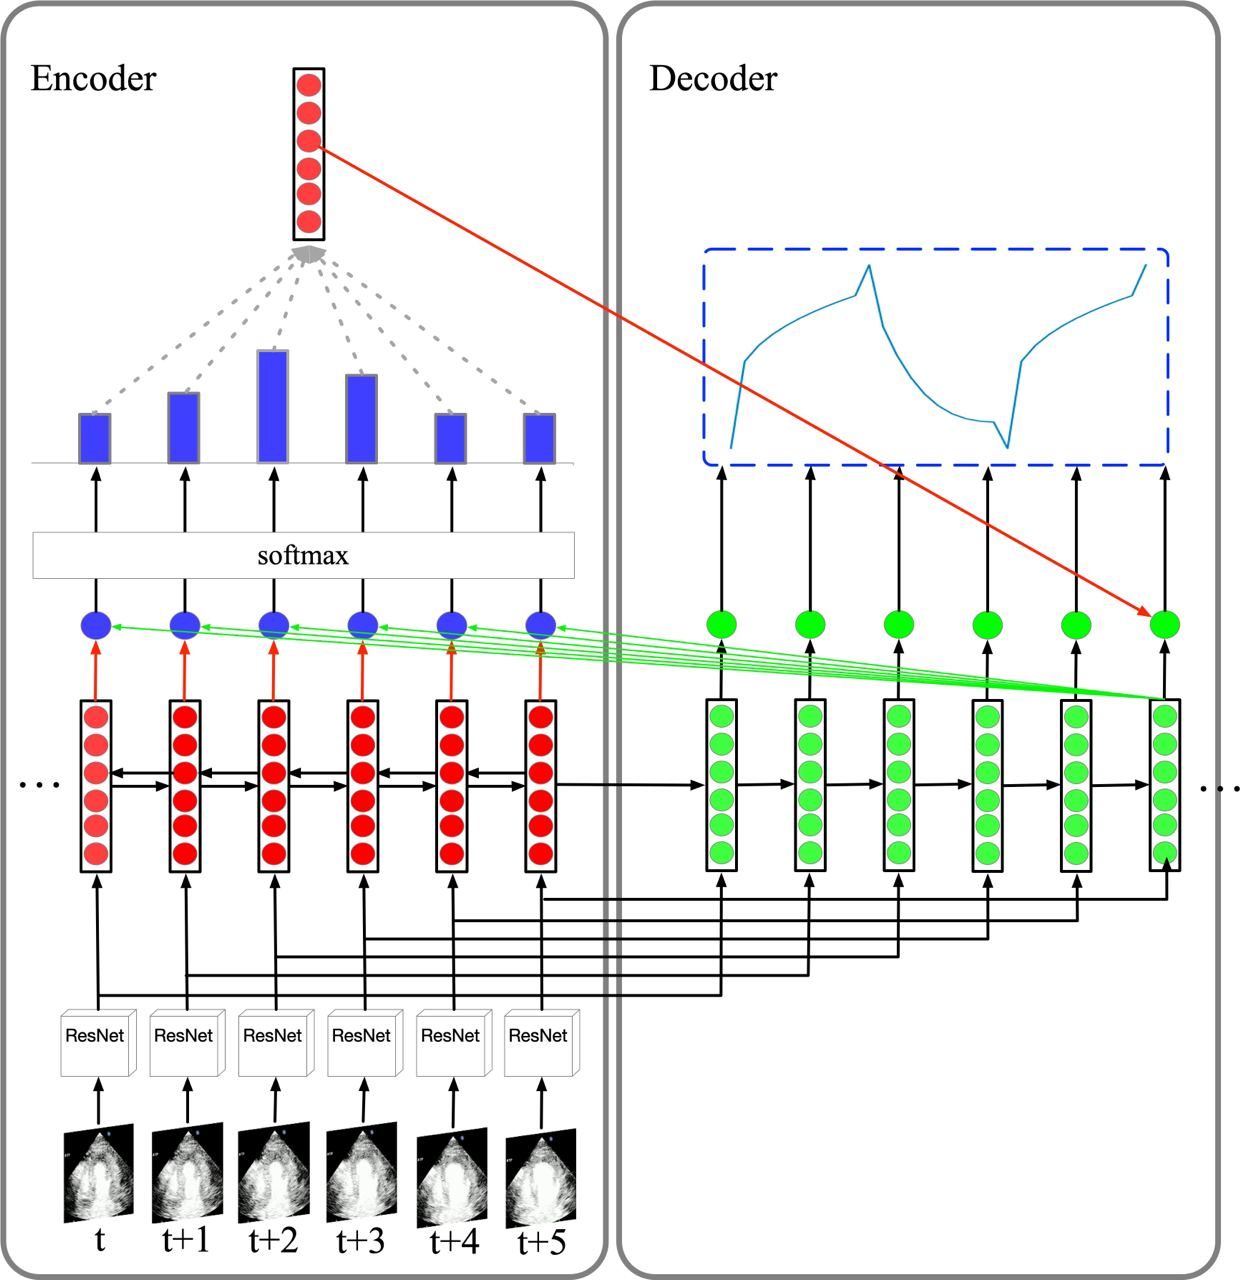 Encoder
Decoder
softmax
...
...
ResNet ResNet ResNet ResNet ResNet ResNet
t t+1 t+2 t+3 t+4 t+5